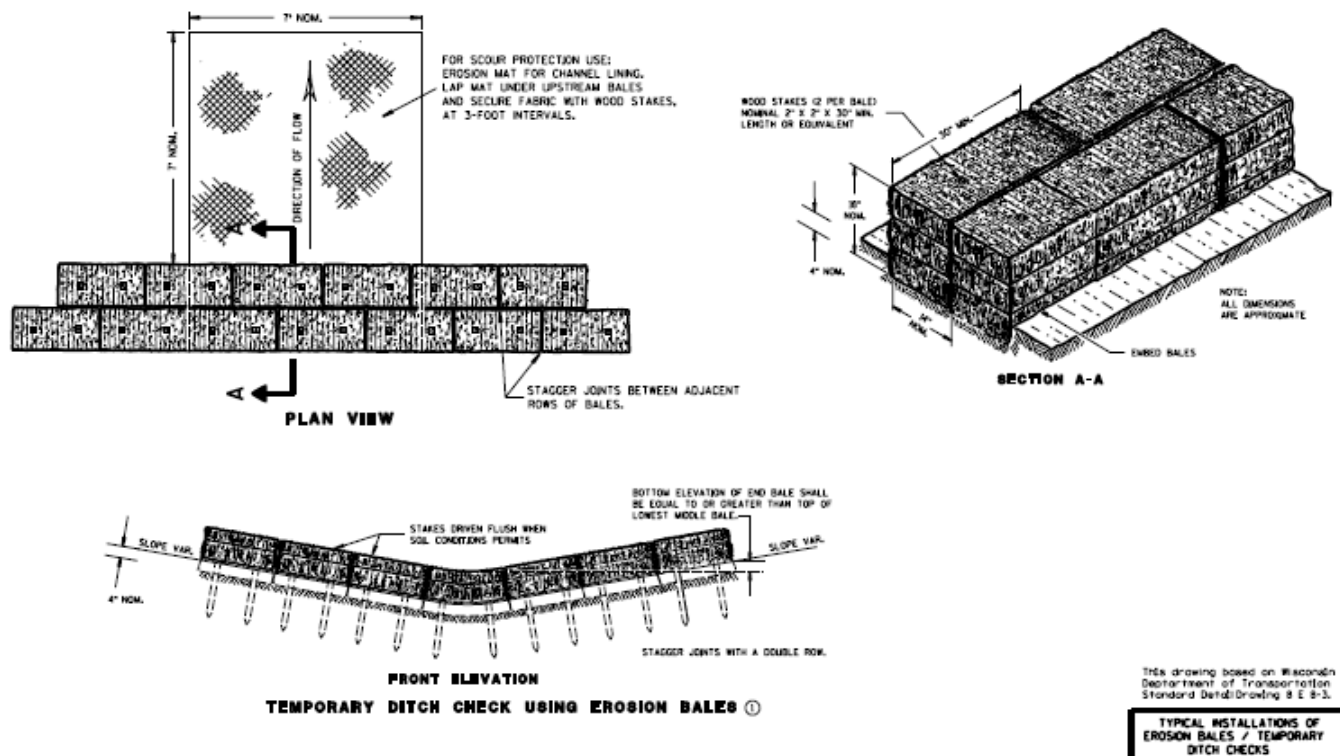 7' NOM.
7' NOM.
DIRECTION OF FLOW
FOR SCOUR PROTECTION USE:
EROSION MAT FOR CHANNEL LINING.
LAP MAT UNDER UPSTREAM BALES
AND SECURE FABRIC WITH WOOD STAKES,
AT 3-FOOT INTERVALS.
A
A
STAGGER JOINTS BETWEEN ADJACENT
ROWS OF BALES.
PLAN VIEW
WOOD STAKES (2 PER BALE)
NOMINAL 2" X 2" X 30" MIN.
LENGTH OR EQUIVALENT
30" MIN.
NOM.
4" NOM.
NOM.
NOTE:
ALL DIMENSIONS
ARE APPROXIMATE
EMBED BALES
SECTION A-A
BOTTOM ELEVATION OF END BALE SHALL
BE EQUAL TO OR GREATER THAN TOP OF
LOWEST MIDDLE BALE.
STAKES DRIVEN FLUSH WHEN
SOIL CONDITIONS PERMITS
SLOPE VAR.
SLOPE VAR.
4" NOM.
STAGGER JOINTS WITH A DOUBLE ROW.
FRONT ELEVATION
TEMPORARY DITCH CHECK USING EROSION BALES ①
This drawing based on Wisconsin
Department of Transportation
Standard Detail Drawing 8 E 8-3.
TYPICAL INSTALLATIONS OF
EROSION BALES / TEMPORARY
DITCH CHECKS